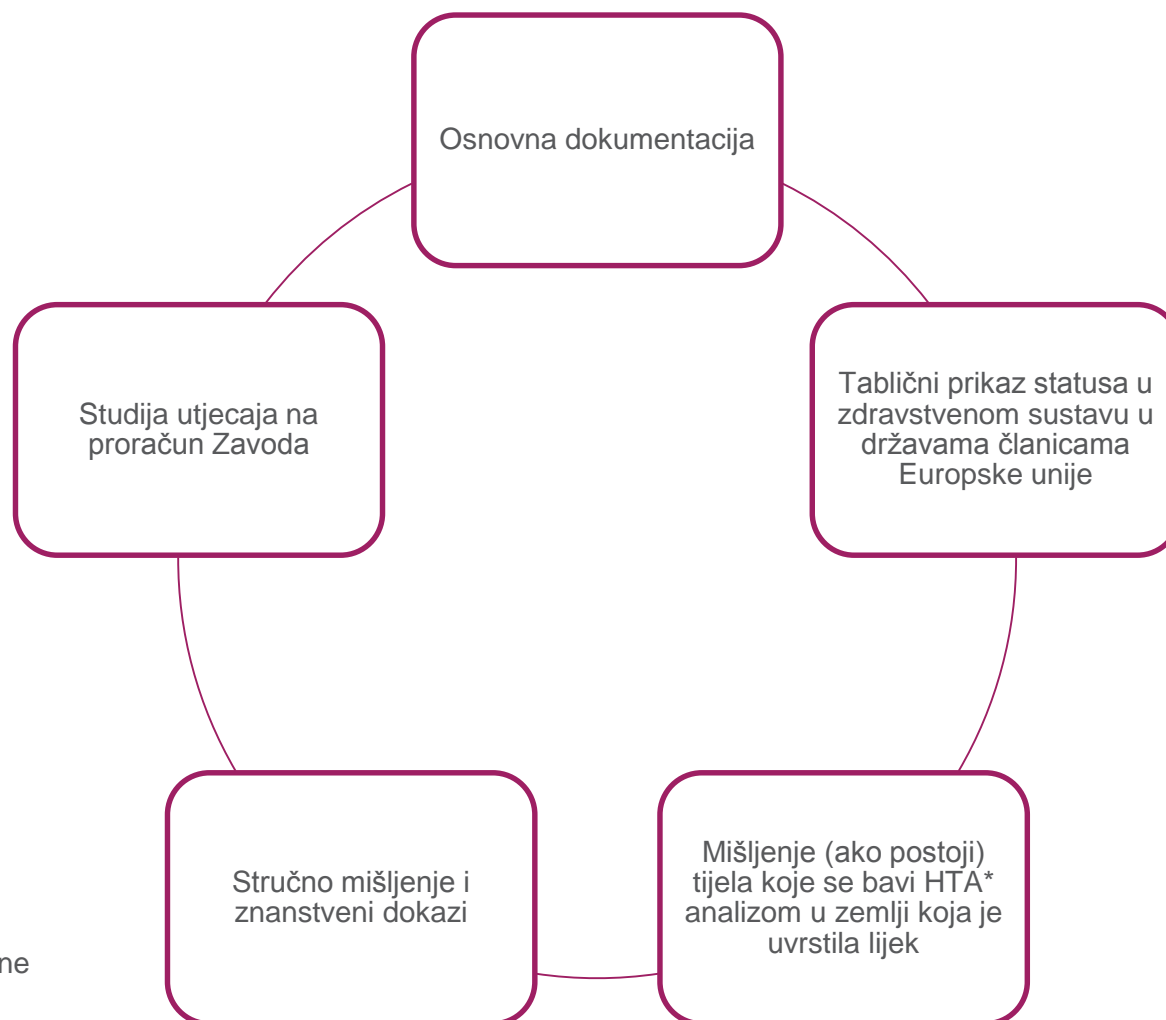 Osnovna dokumentacija
Tablični prikaz statusa u
zdravstvenom sustavu u
državama članicama
Europske unije
Mišljenje (ako postoji)
tijela koje se bavi HTA*
analizom u zemlji koja je
uvrstila lijek
Stručno mišljenje i
znanstveni dokazi
Studija utjecaja na
proračun Zavoda
ne